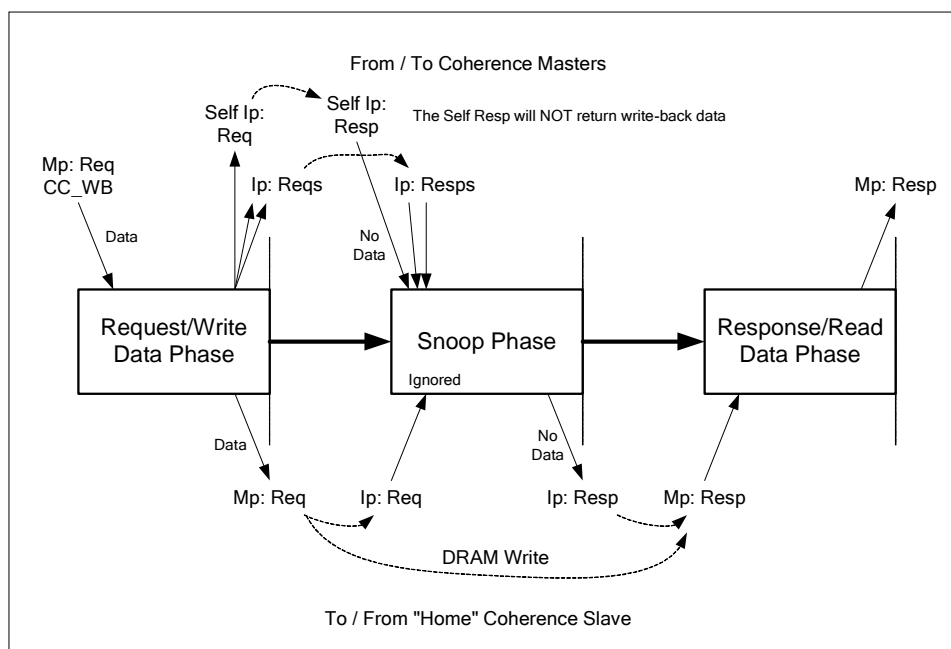 From / To Coherence Masters
Self Ip:
Req
Self Ip:
Resp
The Self Resp will NOT return write-back data
Mp: Req
CC_WB
Ip: Reqs
Ip: Resps
Mp: Resp
Data
No
Data
Request/Write
Data Phase
Snoop Phase
Ignored
Response/Read
Data Phase
Data
No
Data
Mp: Req
Ip: Req
Ip: Resp
Mp: Resp
DRAM Write
To / From "Home" Coherence Slave